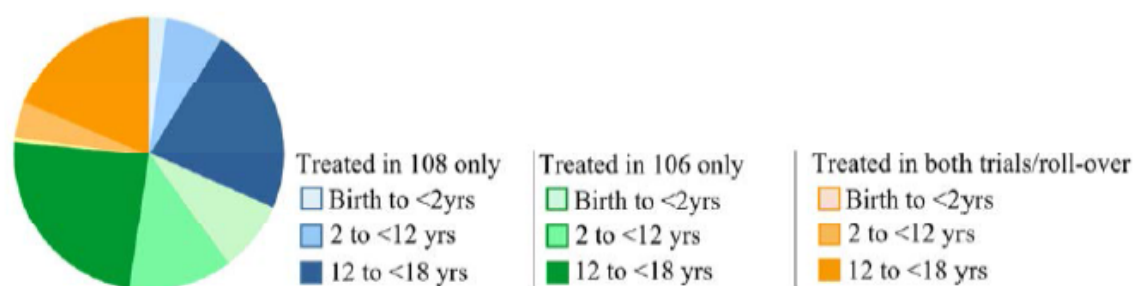 Treated in 108 only
Birth to <2yrs
2 to <12 yrs
12 to <18 yrs
Treated in 106 only
Birth to <2yrs
2 to <12 yrs
12 to <18 yrs
Treated in both trials/roll-over
Birth to <2yrs
2 to <12 yrs
12 to <18 yrs